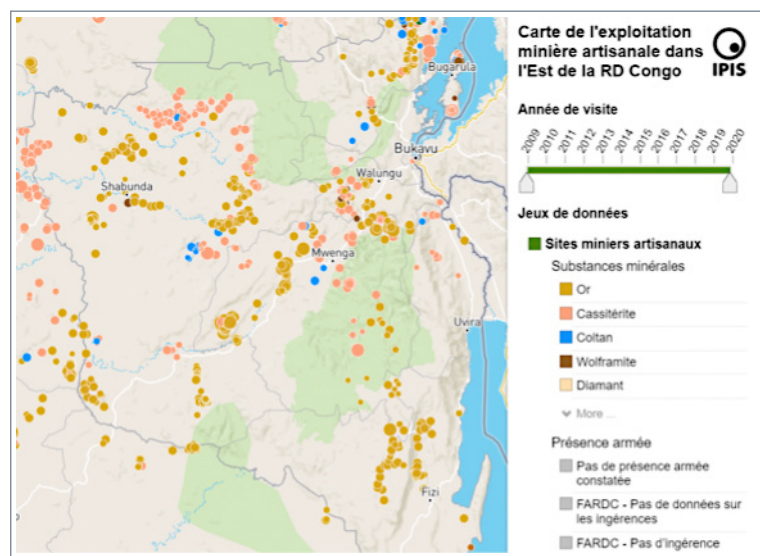 Bugarula
Bukavu
Walungu
Shabunda
Mwenga
Uvira
Fizi
Carte de l'exploitation
minière artisanale dans
l'Est de la RD Congo
IPIS
Année de visite
2009 2010 2011 2012 2013 2014 2015 2016 2017 2018 2019 2020
Jeux de données
Sites miniers artisanaux
Substances minérales
Or
Cassitérite
Coltan
Wolframite
Diamant
More ...
Présence armée
Pas de présence armée
constatée
FARDC - Pas de données sur
les ingérences
FARDC - Pas d'ingérence